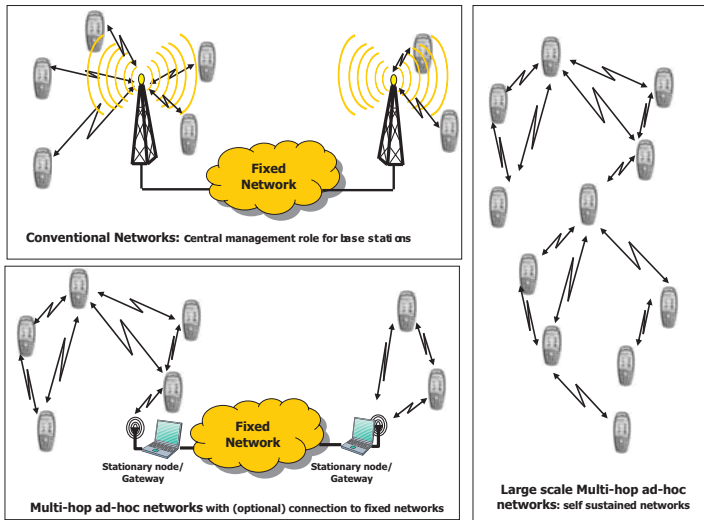 Fixed
Network
Conventional Networks: Central management role for base stations
Fixed
Network
Stationary node/
Gateway
Stationary node/
Gateway
Multi-hop ad-hoc networks with (optional) connection to fixed networks
Large scale Multi-hop ad-hoc
networks: self sustained networks